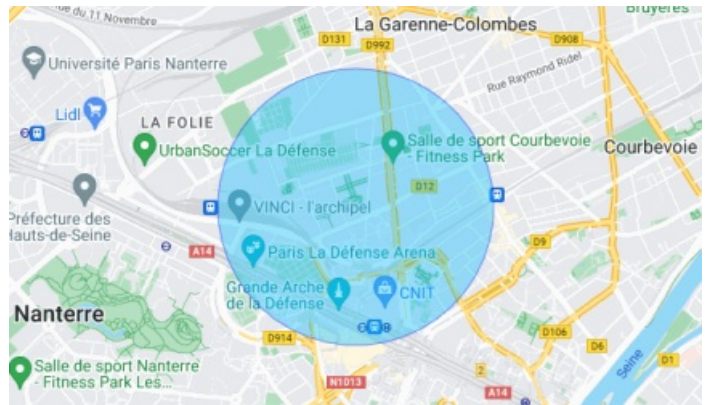 Bruyères
rue du 11 Novembre
La Garenne-Colombes
D131
D992
D908
Université Paris Nanterre
Rue Raymond Ridel
Lidl
LA FOLIE
UrbanSoccer La Défense
Salle de sport Courbevoie
- Fitness Park
Courbevoie
D12
VINCI - l'archipel
Préfecture des
Hauts-de-Seine
A14
Paris La Défense Arena
D9
Grande Arche
de la Défense
CNIT
Nanterre
D914
D106
D6
D1
Salle de sport Nanterre
- Fitness Park Les...
N1013
2
A14
Seine